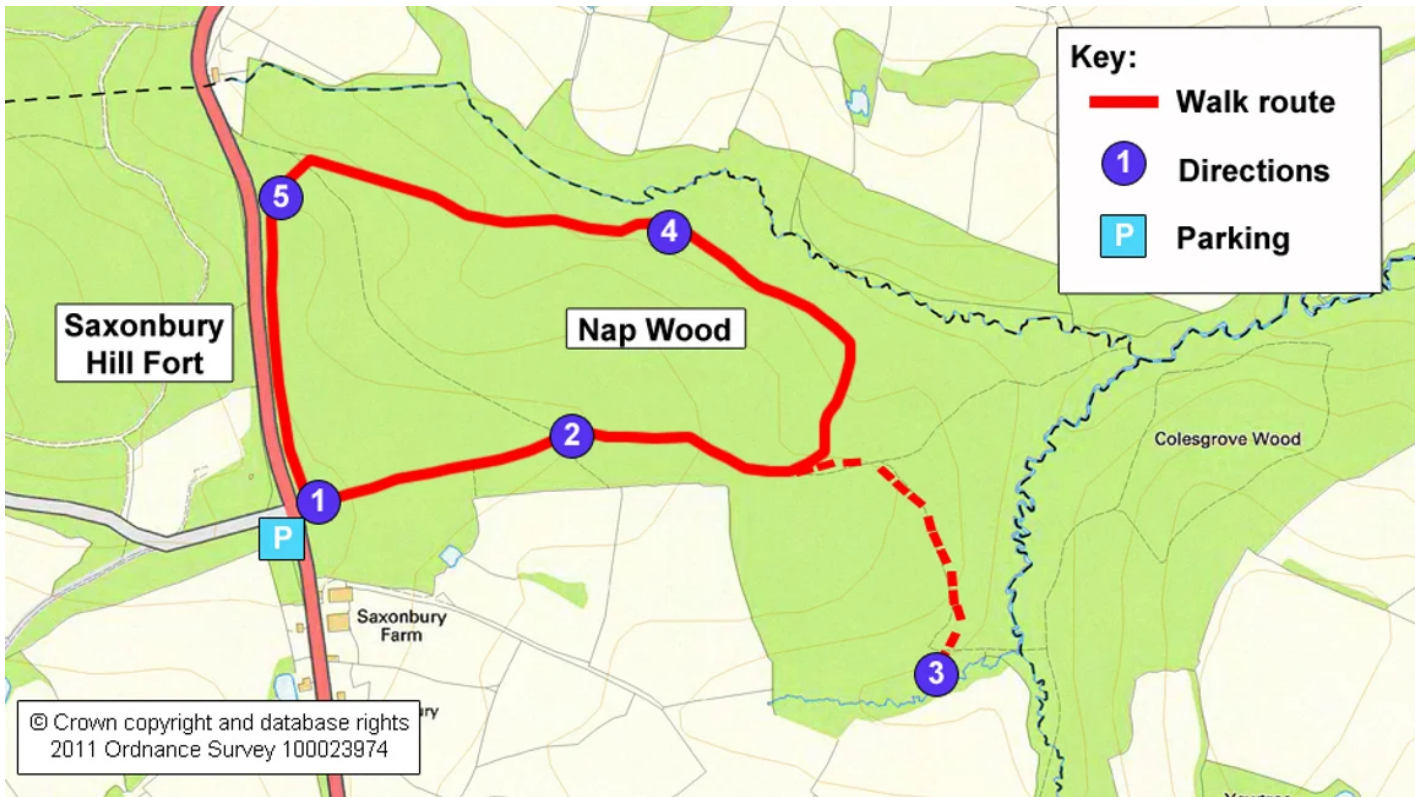 Key:
Walk route
1
Directions
P
Parking
5
4
Saxonbury
Hill Fort
Nap Wood
2
Colesgrove Wood
1
P
Saxonbury
Farm
3
© Crown copyright and database rights
2011 Ordnance Survey 100023974